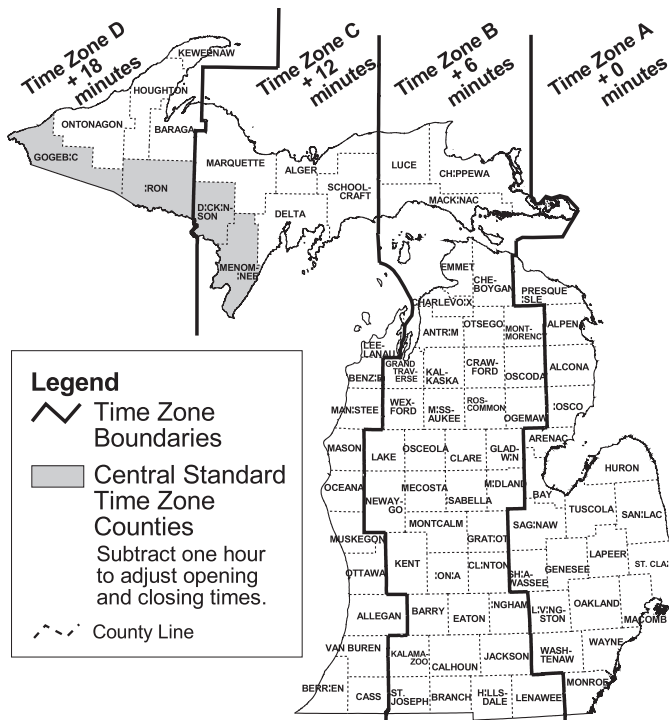 Time Zone D
+ 18
minutes
Time Zone C
+ 12
minutes
Time Zone B
+ 6
minutes
Time Zone A
+ 0
minutes
KEWEENAW
HOUGHTON
ONTONAGON
BARAGA
GOGEBIC
IRON
MARQUETTE
ALGER
LUCE
CHIPPEWA
SCHOOL-
CRAFT
MACKINAC
DICKIN-
SON
DELTA
MENOM-
INEE
EMMET
CHE-
BOYGAN
PRESQUE
ISLE
CHARLEVOIX
ANTRIM
OTSEGO
MONT-
MORENCY
ALPENA
LEE-
LANAU
GRAND
TRAV-
ERSE
KAL-
KASKA
CRAW-
FORD
OSCODA
ALCONA
BENZIE
MANISTEE
WEX-
FORD
MISS-
AUKEE
ROS-
COMMON
OGEMAW
IOSCO
ARENAC
MASON
LAKE
OSCEOLA
CLARE
GLAD-
WIN
HURON
OCEANA
NEWAY-
GO
MECOSTA
ISABELLA
MIDLAND
BAY
TUSCOLA
SANILAC
MONTCALM
GRATIOT
SAGINAW
MUSKEGON
KENT
IONIA
CLINTON
SHIA-
WASSEE
GENESEE
LAPEER
ST. CLAI
OTTAWA
ALLEGAN
BARRY
EATON
INGHAM
LIVING-
STON
OAKLAND
MACOMB
VAN BUREN
KALAMA-
ZOO
CALHOUN
JACKSON
WASH-
TENAW
WAYNE
BERRIEN
CASS
ST.
JOSEPH
BRANCH
HILLS-
DALE
LENAWEE
MONROE
Legend
Time Zone
Boundaries
Central Standard
Time Zone
Counties
Subtract one hour
to adjust opening
and closing times.
County Line